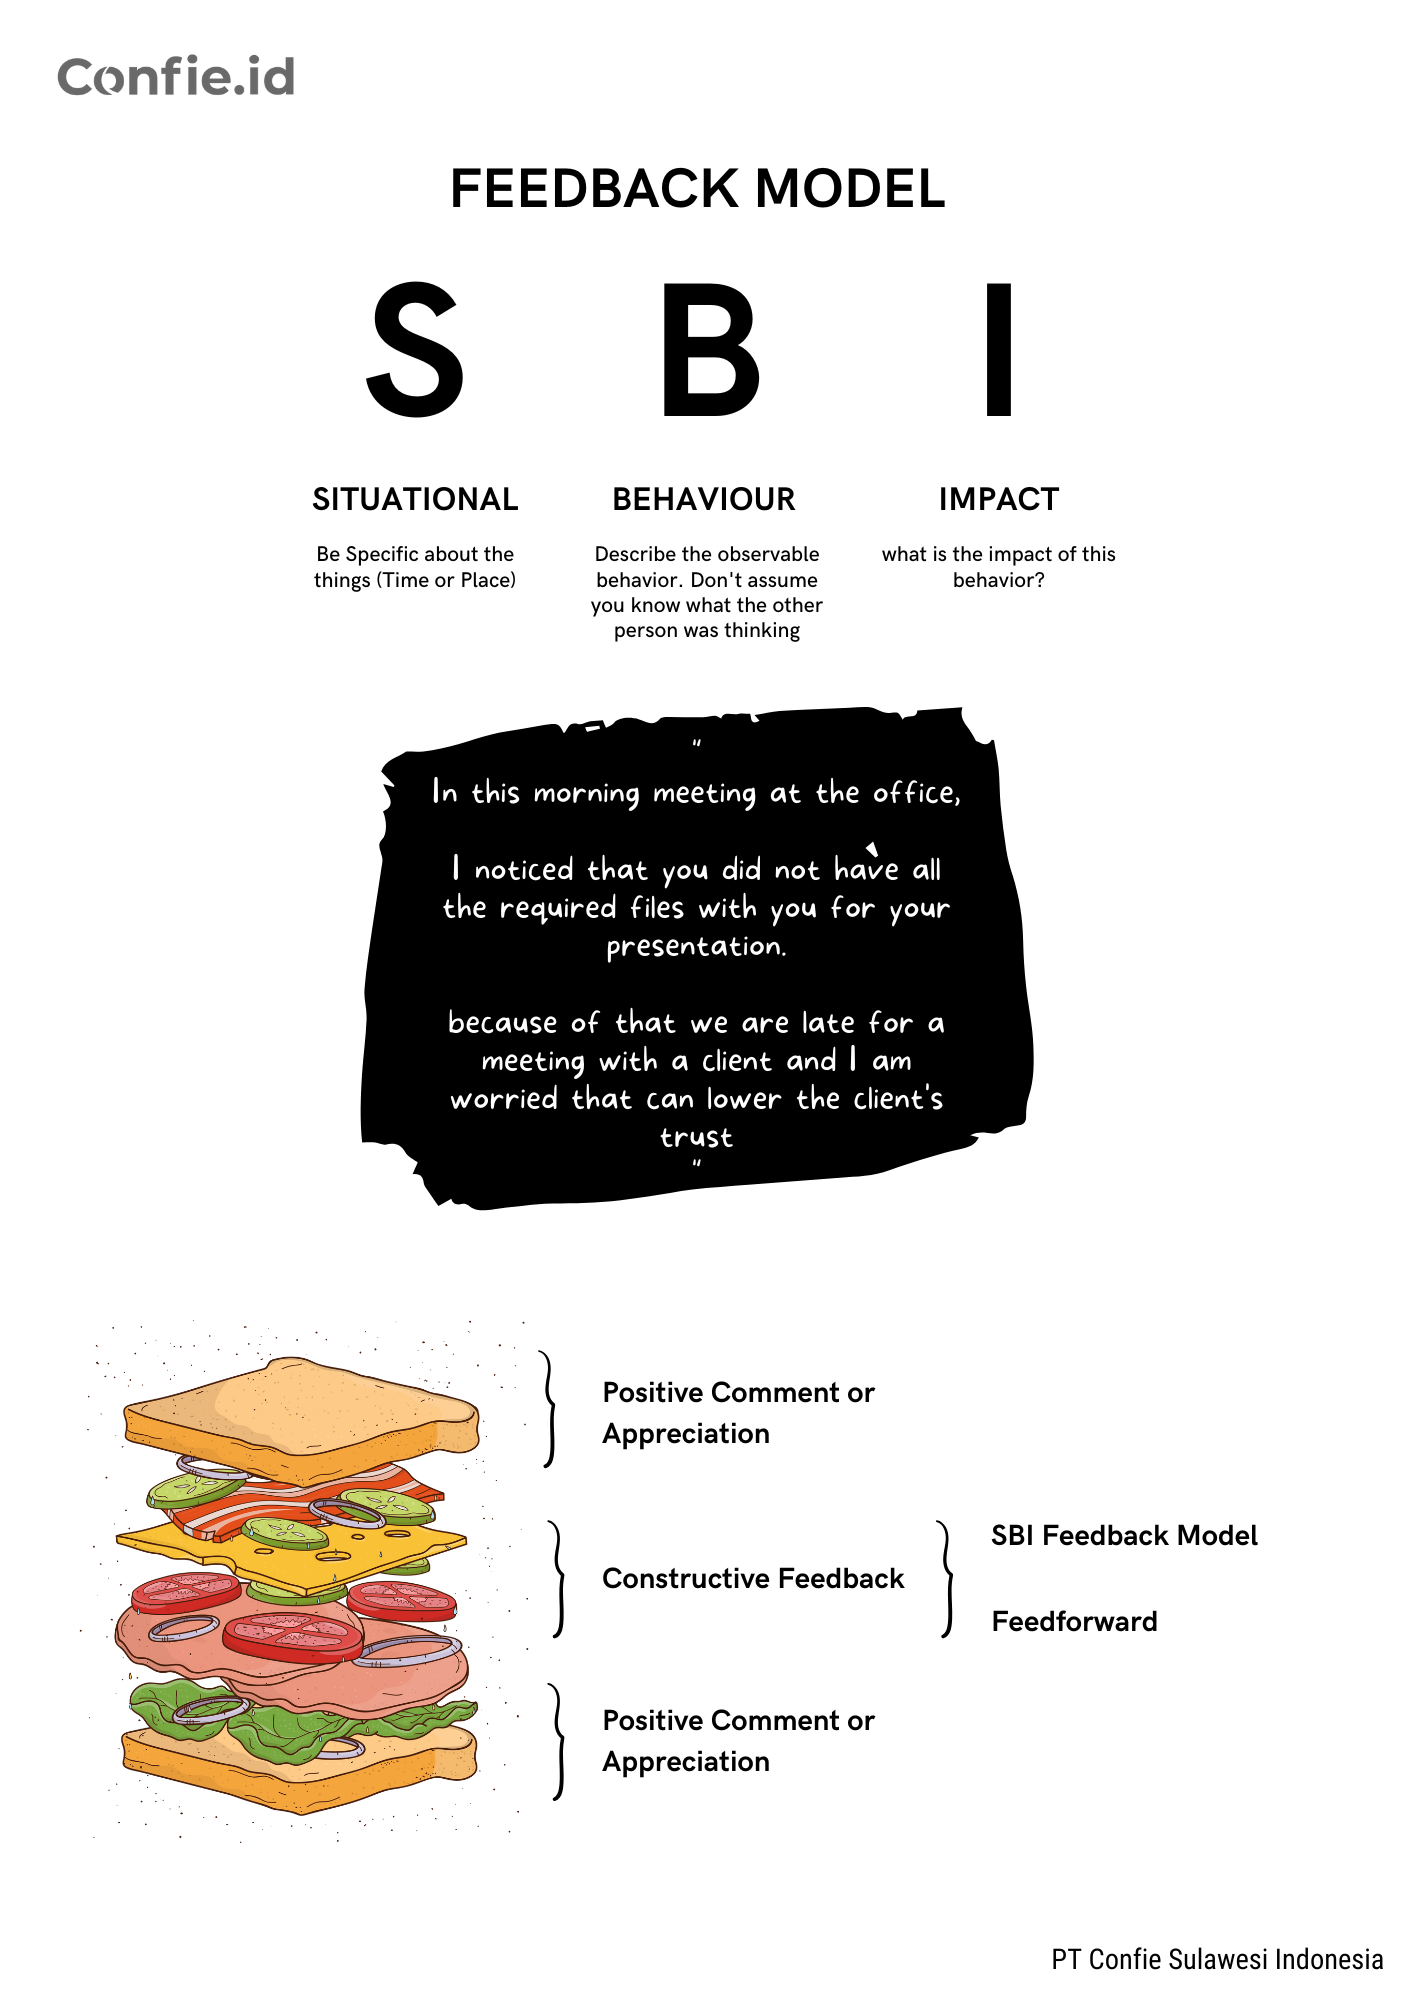 Confie.id
FEEDBACK MODEL
S B I
SITUATIONAL
Be Specific about the
things (Time or Place)
BEHAVIOUR
Describe the observable
behavior. Don't assume
you know what the other
person was thinking
IMPACT
what is the impact of this
behavior?
"
In this morning meeting at the office,
I noticed that you did not have all
the required files with you for your
presentation.
because of that we are late for a
meeting with a client and I am
worried that can lower the client's
trust
"
Positive Comment or
Appreciation
Constructive Feedback
SBI Feedback Model
Feedforward
Positive Comment or
Appreciation
PT Confie Sulawesi Indonesia